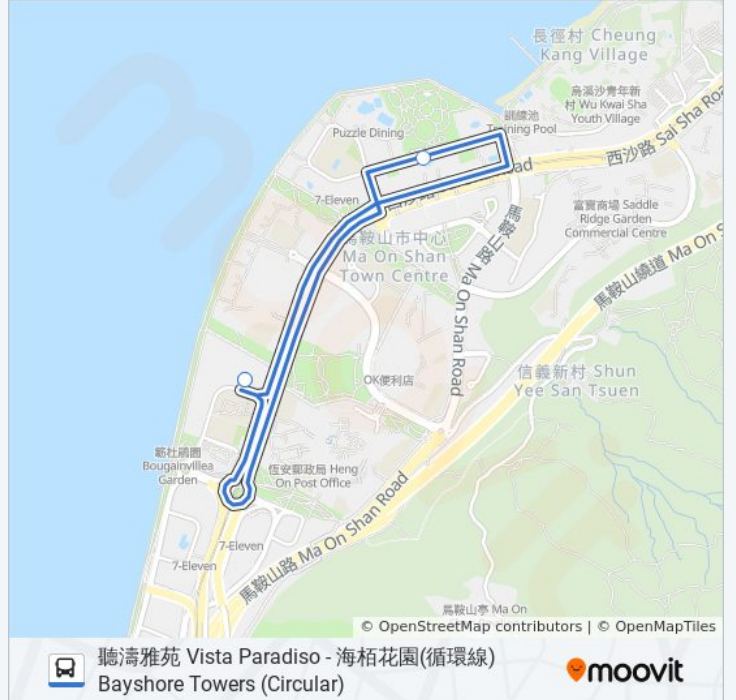 長徑村 Cheung
Kang Village
烏溪沙青年新
村 Wu Kwai Sha
Youth Village
訓練池
Training Pool
Puzzle Dining
西沙路 Sai Sha Road
7-Eleven
馬鞍山市中心
Ma On Shan
Town Centre
富寶商場 Saddle
Ridge Garden
Commercial Centre
馬鞍山路 Ma On Shan Road
馬鞍山繞道 Ma On S
OK便利店
信義新村 Shun
Yee San Tsuen
簕杜鵑園
Bougainvillea
Garden
恆安郵政局 Heng
On Post Office
馬鞍山路 Ma On Shan Road
7-Eleven
7-Eleven
馬鞍山亭 Ma On
© OpenStreetMap contributors | © OpenMapTiles
聽濤雅苑 Vista Paradiso - 海栢花園(循環線)
Bayshore Towers (Circular)
moovit